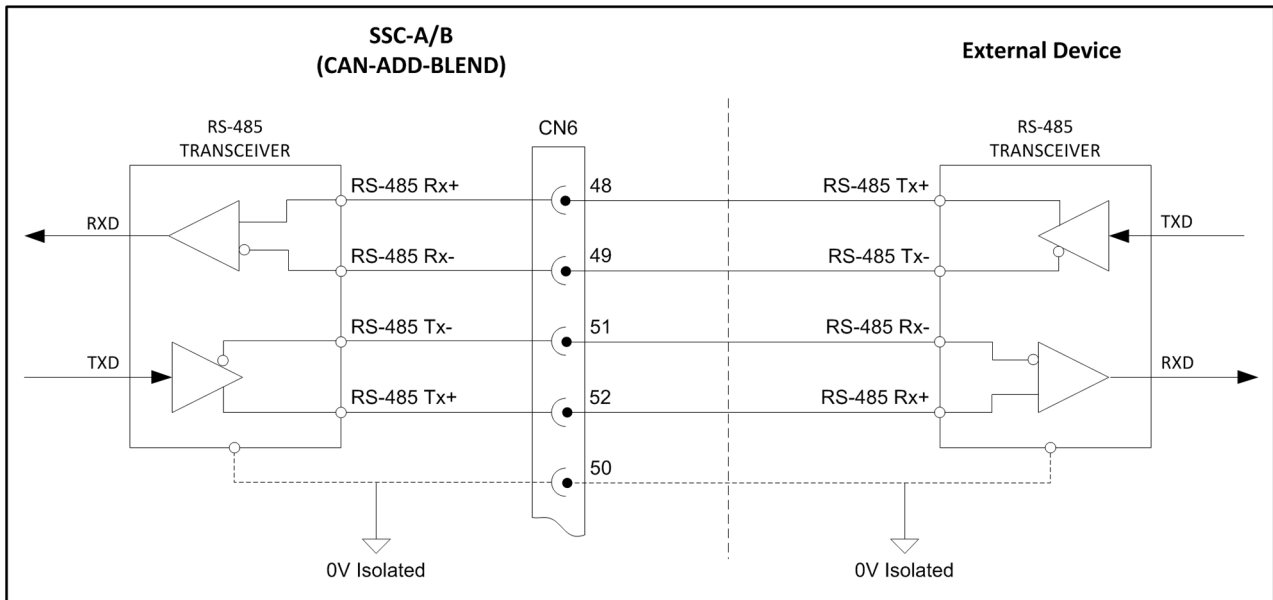 SSC-A/B
(CAN-ADD-BLEND)
External Device
RS-485
TRANSCEIVER
CN6
RS-485
TRANSCEIVER
RS-485 Rx+
48
RS-485 Tx+
RXD
TXD
RS-485 Rx-
49
RS-485 Tx-
RS-485 Tx-
51
RS-485 Rx-
TXD
RXD
RS-485 Tx+
52
RS-485 Rx+
50
0V Isolated
0V Isolated